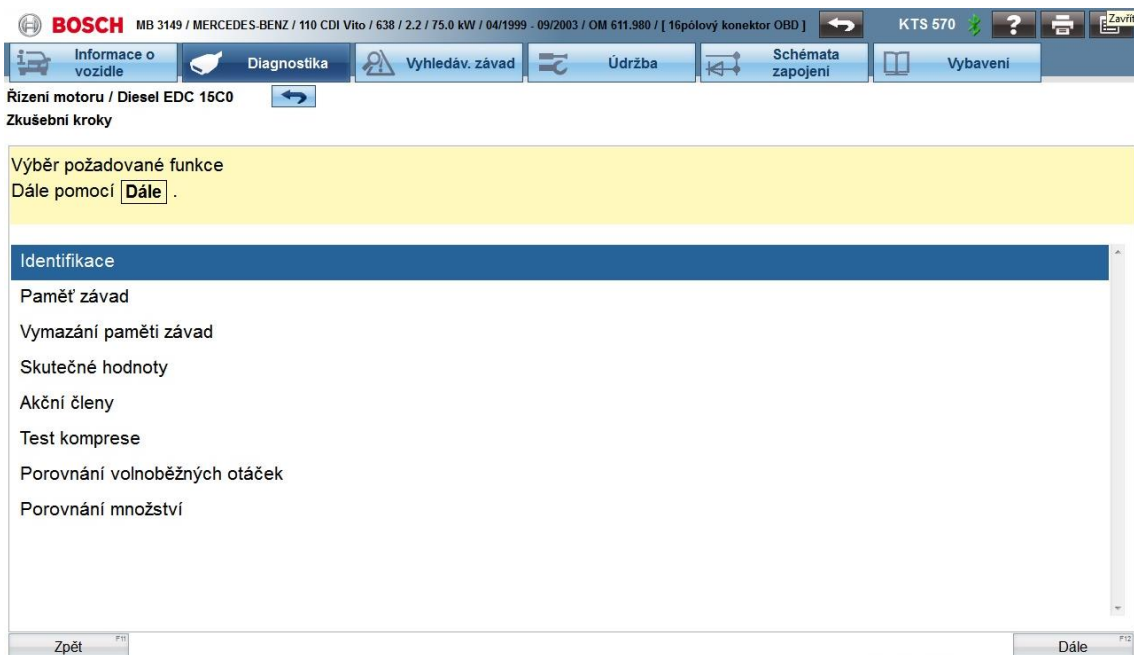 BOSCH MB 3149 / MERCEDES-BENZ / 110 CDI Vito / 638 / 2.2 / 75.0 kW / 04/1999 - 09/2003 / OM 611.980 / [ 16pólový konektor OBD ] KTS 570 ? Zavřít
Informace o vozidle
Diagnostika
Vyhledáv. závad
Údržba
Schémata zapojení
Vybavení
Řízení motoru / Diesel EDC 15C0
Zkušební kroky
Výběr požadované funkce
Dále pomocí Dále .
Identifikace
Paměť závad
Vymazání paměti závad
Skutečné hodnoty
Akční členy
Test komprese
Porovnání volnoběžných otáček
Porovnání množství
Zpět F11
Dále F12